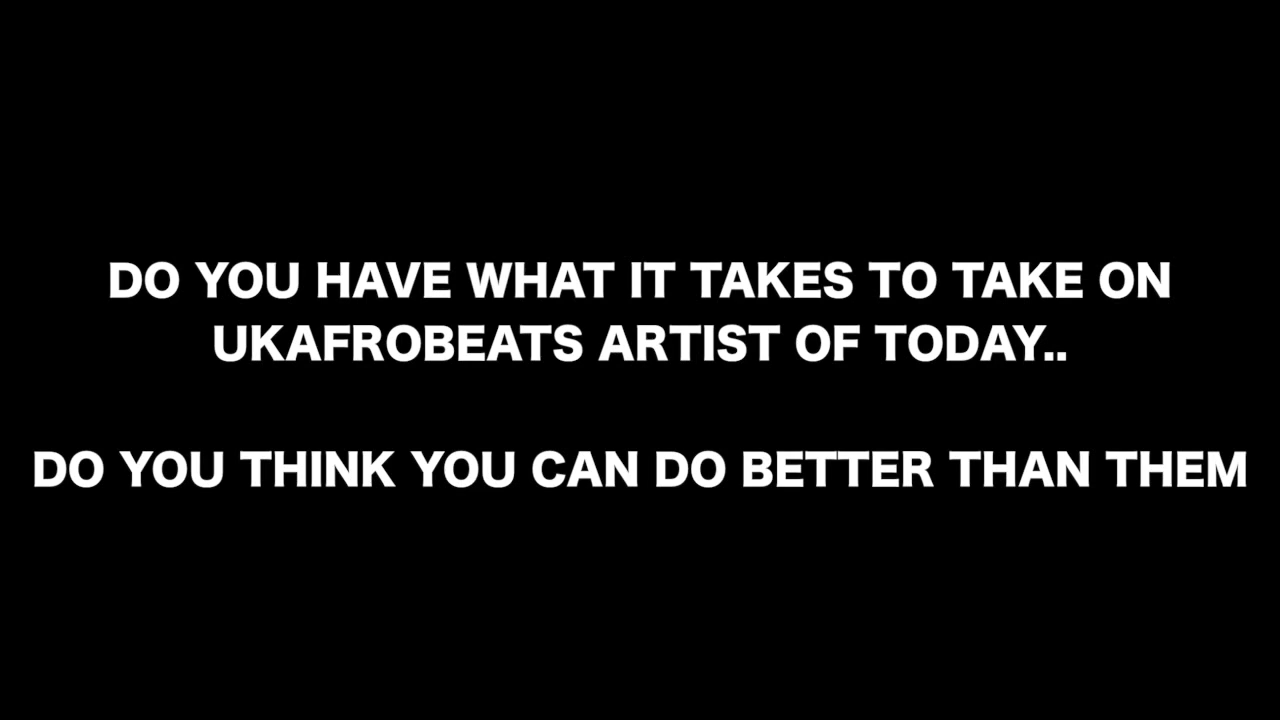 DO YOU HAVE WHAT IT TAKES TO TAKE ON
UKAFROBEATS ARTIST OF TODAY..
DO YOU THINK YOU CAN DO BETTER THAN THEM